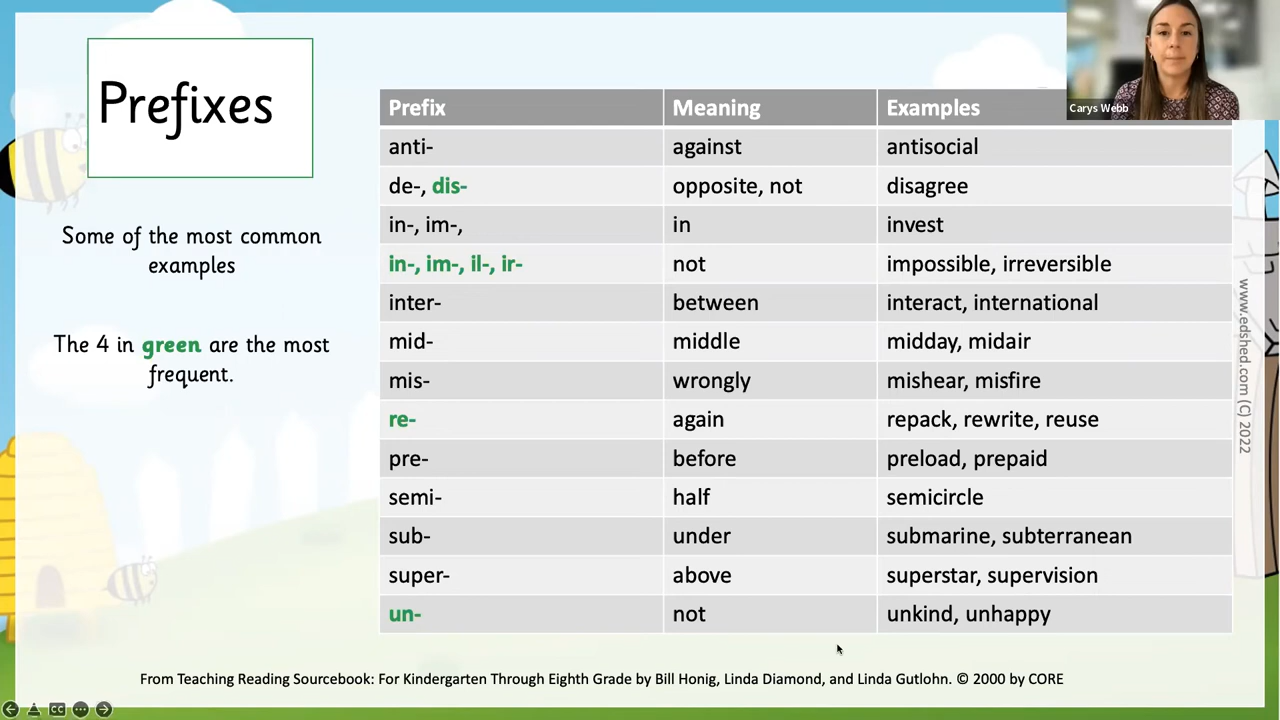 Prefixes
Some of the most common
examples
The 4 in green are the most
frequent.
Prefix Meaning Examples
anti- against antisocial
de-, dis- opposite, not disagree
in-, im-, in invest
in-, im-, il-, ir- not impossible, irreversible
inter- between interact, international
mid- middle midday, midair
mis- wrongly mishear, misfire
re- again repack, rewrite, reuse
pre- before preload, prepaid
semi- half semicircle
sub- under submarine, subterranean
super- above superstar, supervision
un- not unkind, unhappy
From Teaching Reading Sourcebook: For Kindergarten Through Eighth Grade by Bill Honig, Linda Diamond, and Linda Gutlohn. © 2000 by CORE
Carys Webb
www.edshed.com (C) 2022
CC